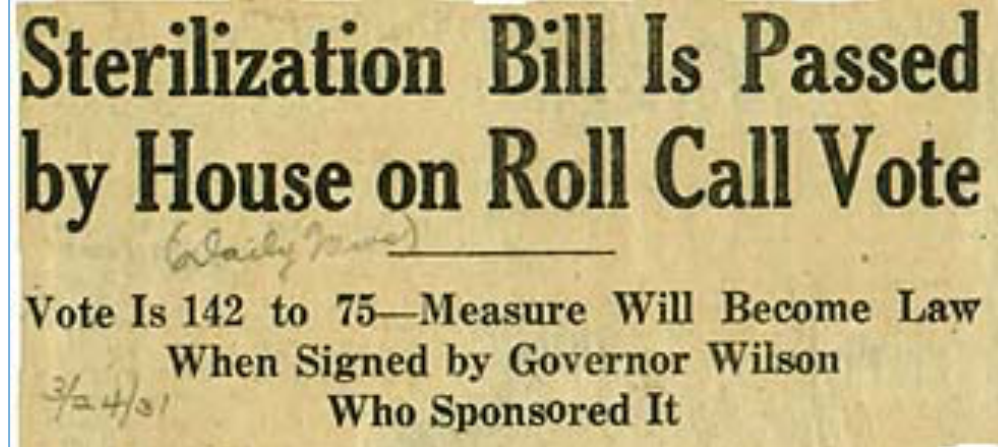 Sterilization Bill Is Passed
by House on Roll Call Vote
(Daily News)
Vote Is 142 to 75—Measure Will Become Law
When Signed by Governor Wilson
3/24/31
Who Sponsored It